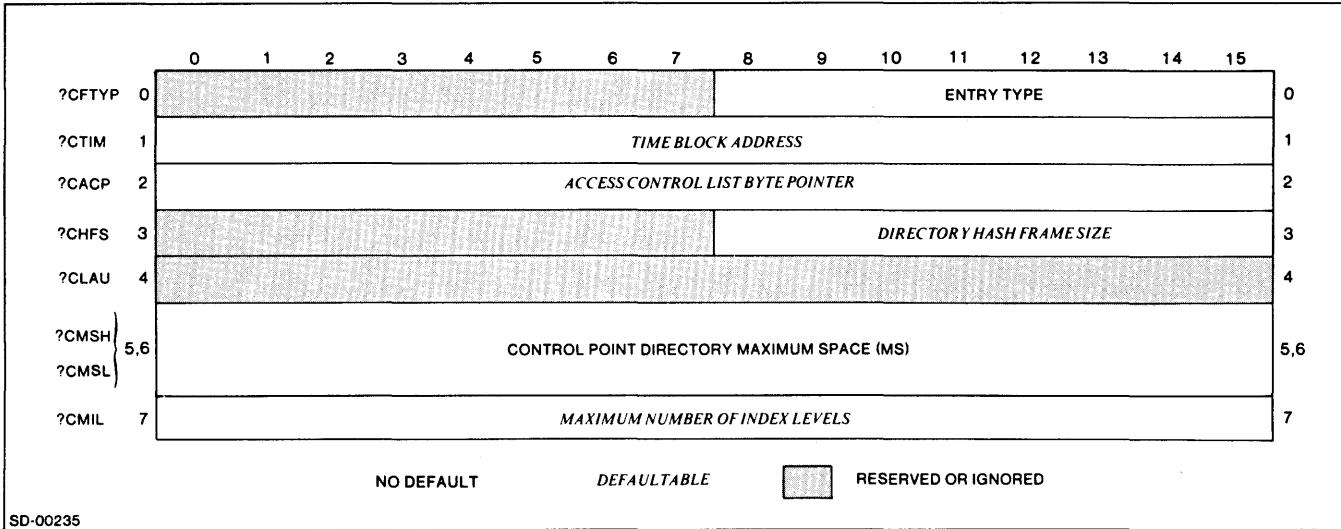 0 1 2 3 4 5 6 7 8 9 10 11 12 13 14 15
?CFTYP 0 ENTRY TYPE 0
?CTIM 1 TIME BLOCK ADDRESS 1
?CACP 2 ACCESS CONTROL LIST BYTE POINTER 2
?CHFS 3 DIRECTORY HASH FRAME SIZE 3
?CLAU 4 4
?CMSH
5,6 CONTROL POINT DIRECTORY MAXIMUM SPACE (MS) 5,6
?CMSL
?CMIL 7 MAXIMUM NUMBER OF INDEX LEVELS 7
NO DEFAULT DEFAULTABLE RESERVED OR IGNORED
SD-00235